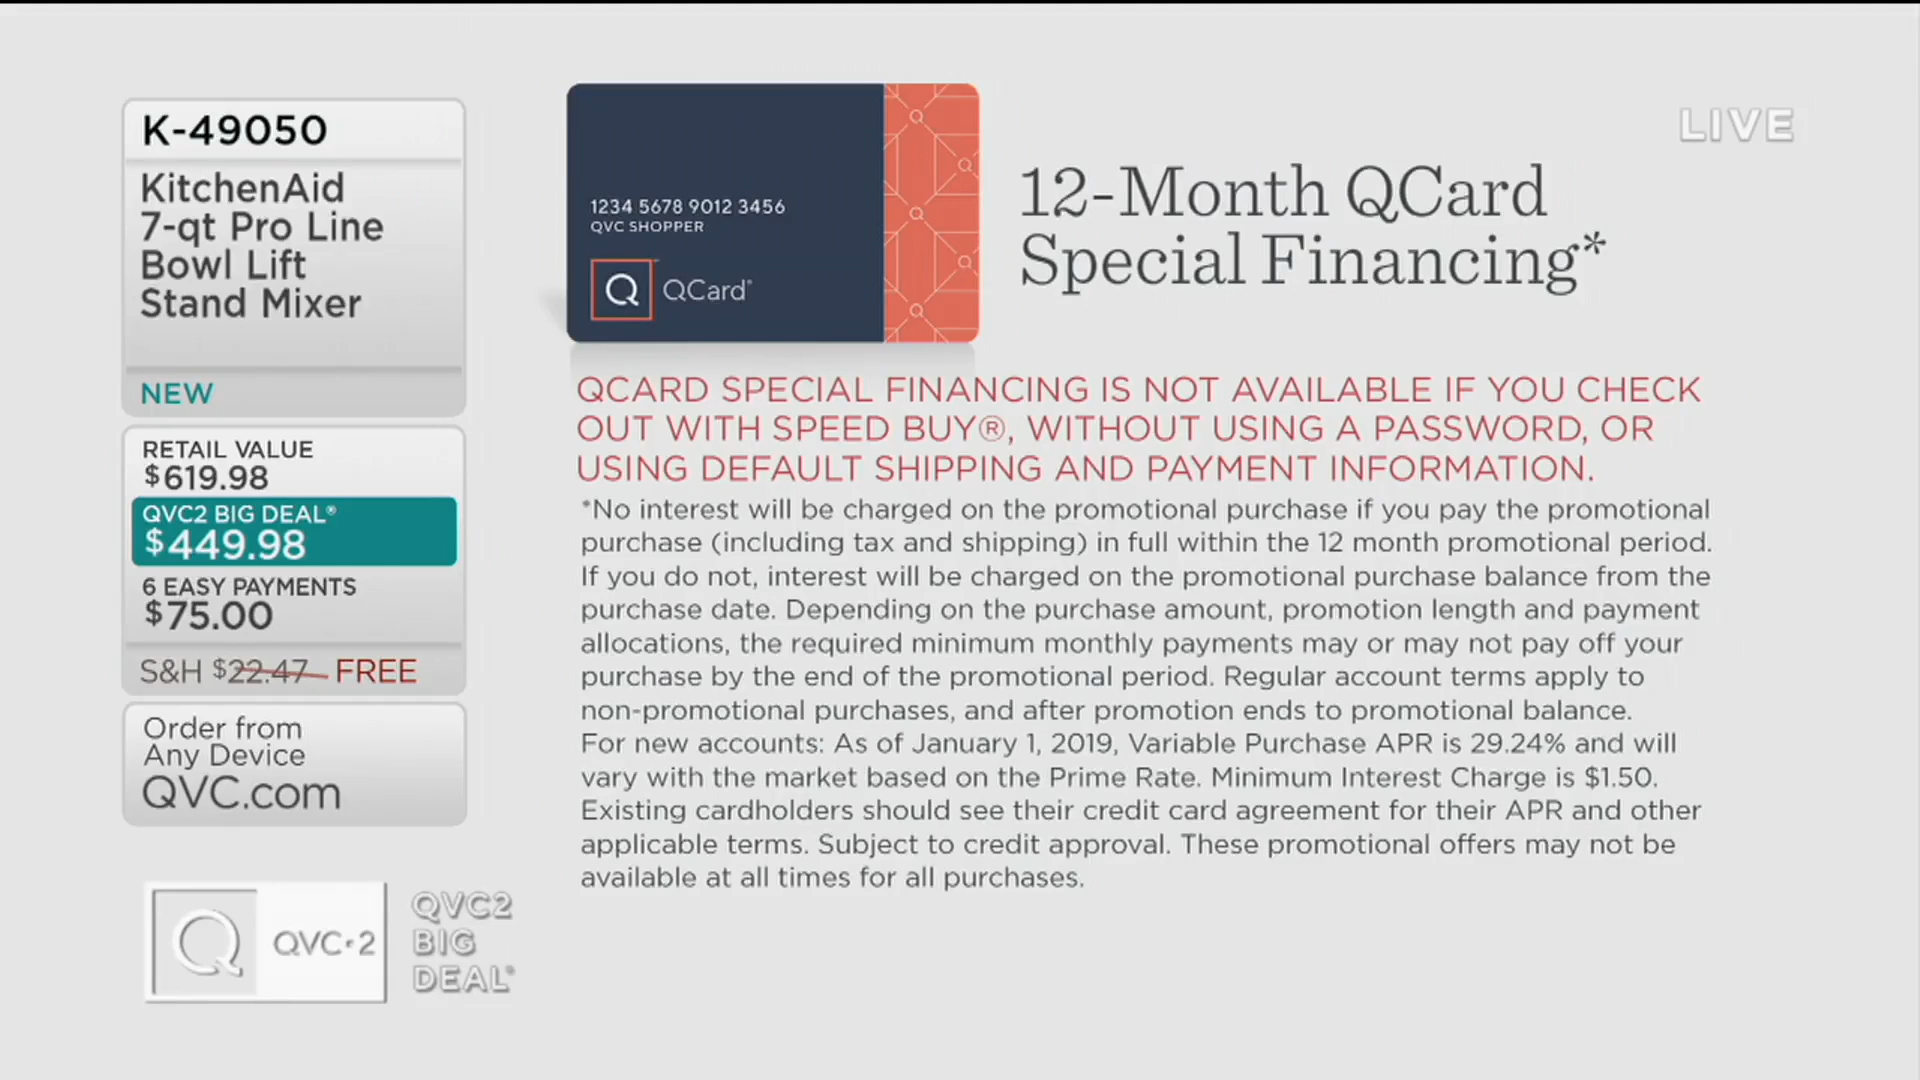 K-49050
KitchenAid
7-qt Pro Line
Bowl Lift
Stand Mixer
NEW
RETAIL VALUE
$619.98
QVC2 BIG DEAL®
$449.98
6 EASY PAYMENTS
$75.00
S&H $22.47 FREE
Order from
Any Device
QVC.com
Q QVC•2
QVC2
BIG
DEAL®
1234 5678 9012 3456
QVC SHOPPER
Q QCard®
12-Month QCard
Special Financing*
LIVE
QCARD SPECIAL FINANCING IS NOT AVAILABLE IF YOU CHECK
OUT WITH SPEED BUY®, WITHOUT USING A PASSWORD, OR
USING DEFAULT SHIPPING AND PAYMENT INFORMATION.
*No interest will be charged on the promotional purchase if you pay the promotional
purchase (including tax and shipping) in full within the 12 month promotional period.
If you do not, interest will be charged on the promotional purchase balance from the
purchase date. Depending on the purchase amount, promotion length and payment
allocations, the required minimum monthly payments may or may not pay off your
purchase by the end of the promotional period. Regular account terms apply to
non-promotional purchases, and after promotion ends to promotional balance.
For new accounts: As of January 1, 2019, Variable Purchase APR is 29.24% and will
vary with the market based on the Prime Rate. Minimum Interest Charge is $1.50.
Existing cardholders should see their credit card agreement for their APR and other
applicable terms. Subject to credit approval. These promotional offers may not be
available at all times for all purchases.